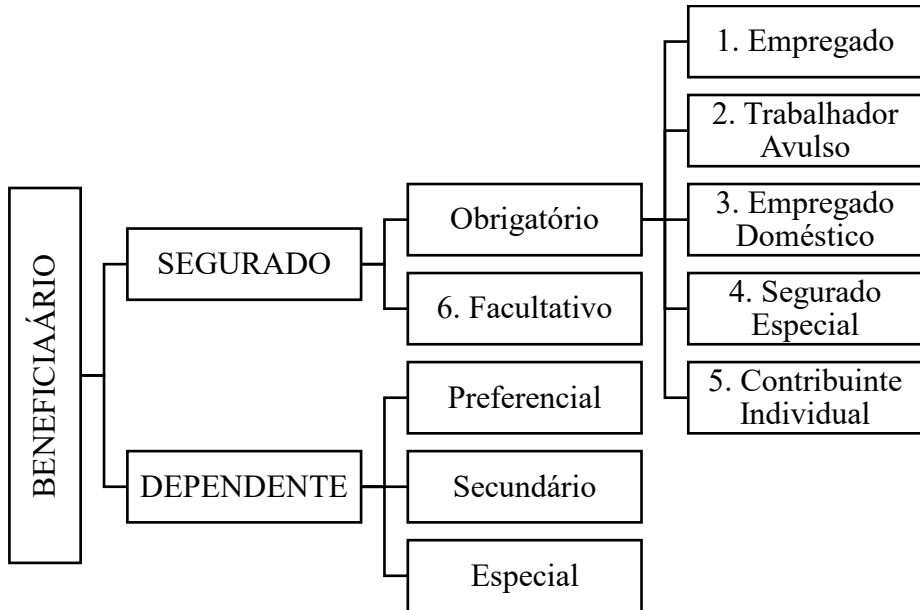 BENEFICIAÁRIO
SEGURADO
Obrigatório
1. Empregado
2. Trabalhador
Avulso
3. Empregado
Doméstico
4. Segurado
Especial
5. Contribuinte
Individual
6. Facultativo
DEPENDENTE
Preferencial
Secundário
Especial